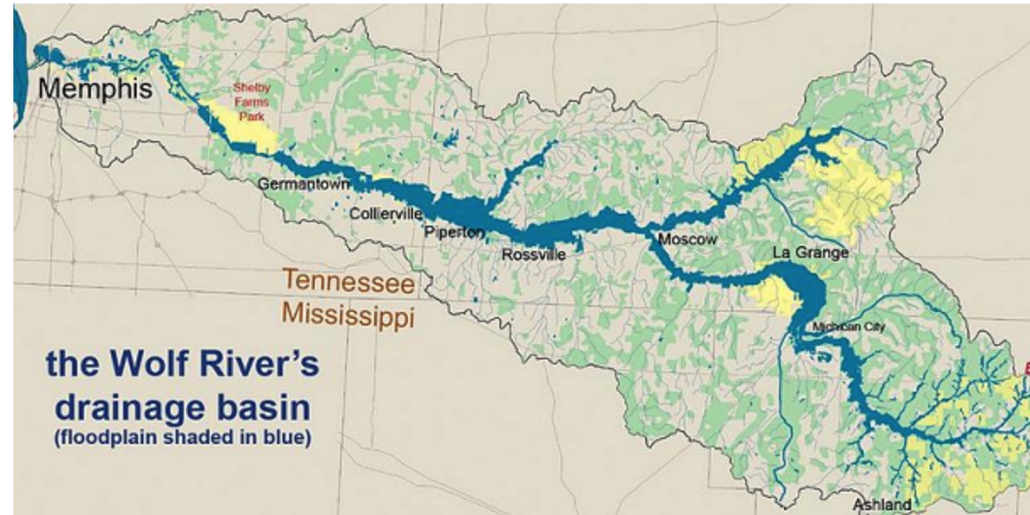 Memphis
Shelby
Farms
Park
Germantown
Collierville
Piperton
Rossville
Moscow
La Grange
Tennessee
Mississippi
Michigan City
the Wolf River's
drainage basin
(floodplain shaded in blue)
Ashland